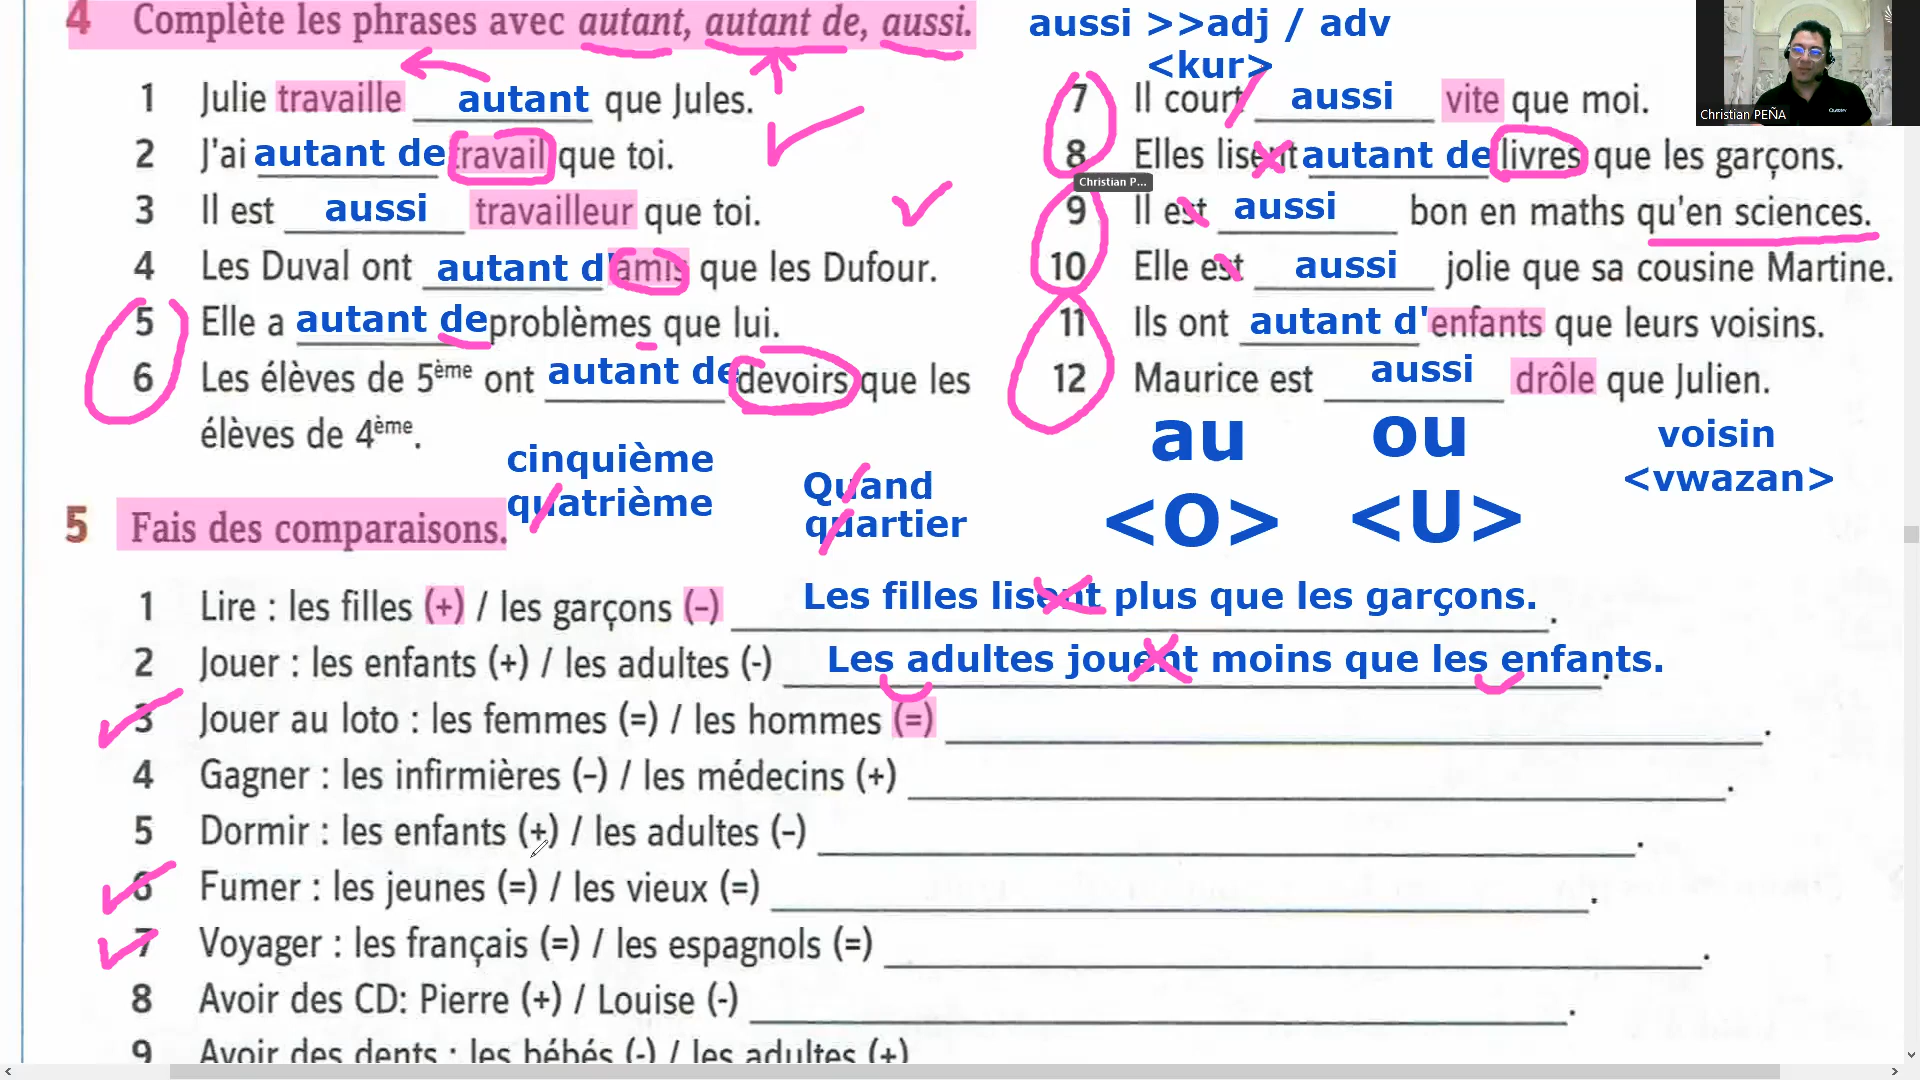 4 Complète les phrases avec autant, autant de, aussi.
1 Julie travaille autant que Jules.
2 J'ai autant de travail que toi.
3 Il est aussi travailleur que toi.
4 Les Duval ont autant d'amis que les Dufour.
5 Elle a autant de problèmes que lui.
6 Les élèves de 5ème ont autant de devoirs que les
élèves de 4ème.
cinquième
quatrième
Quand
quartier
aussi >>adj / adv
<kur>
7 Il court aussi vite que moi.
8 Elles lisent autant de livres que les garçons.
Christian P...
9 Il est aussi bon en maths qu'en sciences.
10 Elle est aussi jolie que sa cousine Martine.
11 Ils ont autant d'enfants que leurs voisins.
12 Maurice est aussi drôle que Julien.
au ou
<O> <U>
voisin
<vwazan>
Christian PEÑA
5 Fais des comparaisons.
1 Lire : les filles (+) / les garçons (–) Les filles lisent plus que les garçons.
2 Jouer : les enfants (+) / les adultes (-) Les adultes jouent moins que les enfants.
3 Jouer au loto : les femmes (=) / les hommes (=) .
4 Gagner : les infirmières (–) / les médecins (+) .
5 Dormir : les enfants (+) / les adultes (–) .
6 Fumer : les jeunes (=) / les vieux (=) .
7 Voyager : les français (=) / les espagnols (=) .
8 Avoir des CD: Pierre (+) / Louise (-) .
9 Avoir des dents : les bébés (-) / les adultes (+)